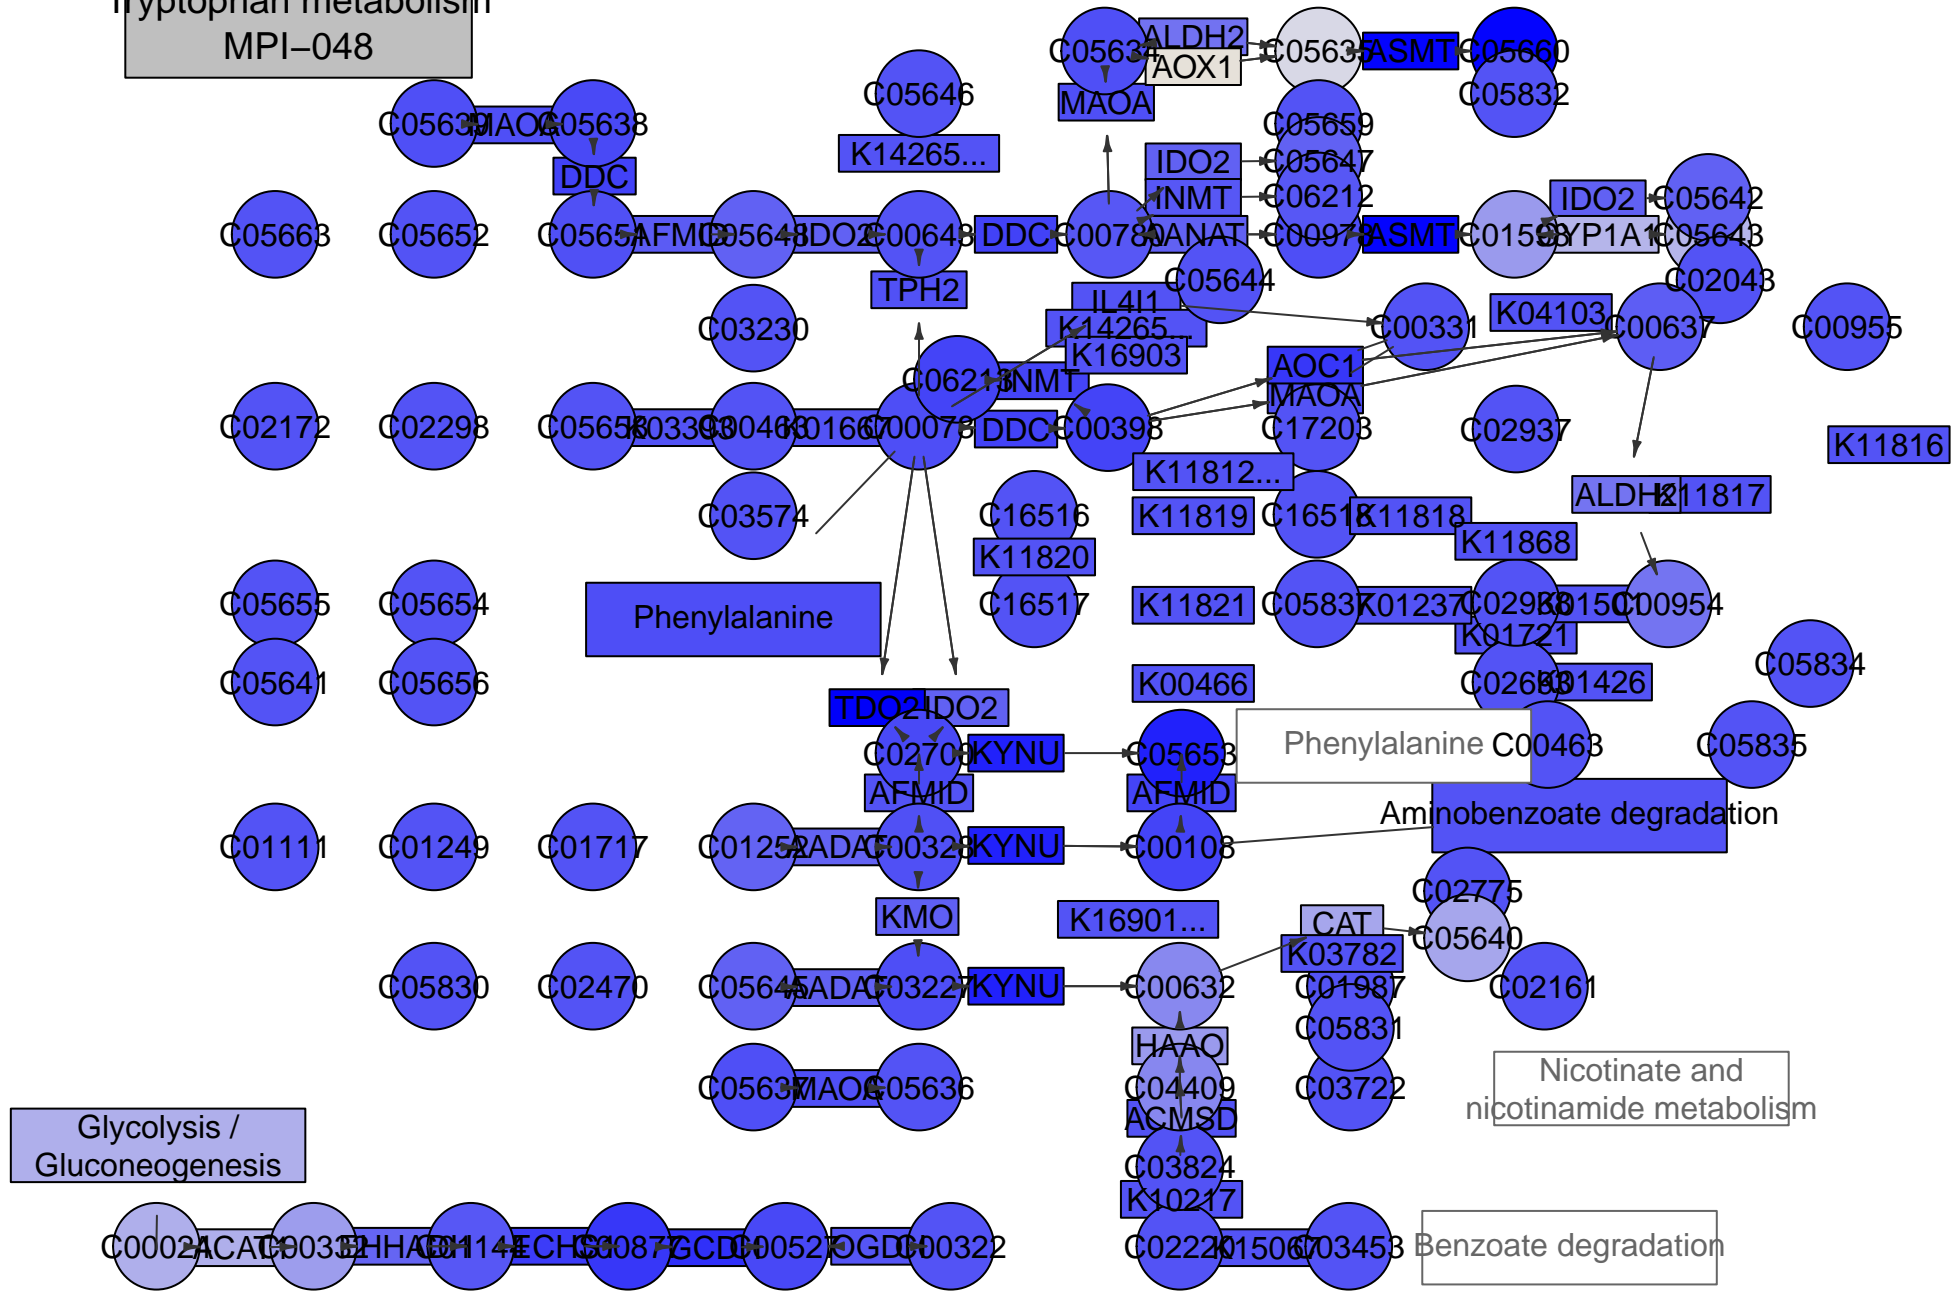 Tryptophan metabolism
MPI−048
C05634
ALDH2
AOX1
C05635
ASMT
C05660
C05832
C05646
MAOA
C05639
MAOA
C05638
C05659
K14265...
IDO2
C05647
DDC
INMT
C06212
IDO2
C05642
C05663
C05652
AFMID
C05648
IDO2
C00643
DDC
C00780
AANAT
C00978
ASMT
C01598
CYP1A1
C05643
TPH2
C05644
C02043
IL4I1
C03230
K14265...
C00331
K04103
C00637
C00955
K16903
C06213
INMT
AOC1
MAOA
C02172
C02298
K03393
C00463
K01667
C00078
DDC
C00398
C17203
C02937
K11816
K11812...
ALDH2
K11817
C03574
C16516
K11819
C16518
K11818
K11868
K11820
C05655
C05654
Phenylalanine
C16517
K11821
C05837
K01237
C02938
K01501
C00954
K01721
C05641
C05656
K00466
C02693
K01426
C05834
TDO2
IDO2
C02700
KYNU
C05653
Phenylalanine
C00463
C05835
AFMID
AFMID
Aminobenzoate degradation
C01111
C01249
C01717
C01252
AADAT
C00328
KYNU
C00108
C02775
KMO
K16901...
CAT
C05640
K03782
C05830
C02470
C05645
AADAT
C03227
KYNU
C00632
C01987
C02161
C05831
HAAO
C05637
MAOA
C05636
C04409
C03722
Nicotinate and
nicotinamide metabolism
ACMSD
Glycolysis /
Gluconeogenesis
C03824
K10217
C00024
ACAT1
C00332
EHHADH
C01144
ECHS1
C00877
GCDH
C00527
OGDH
C00322
C02220
K15067
C03453
Benzoate degradation